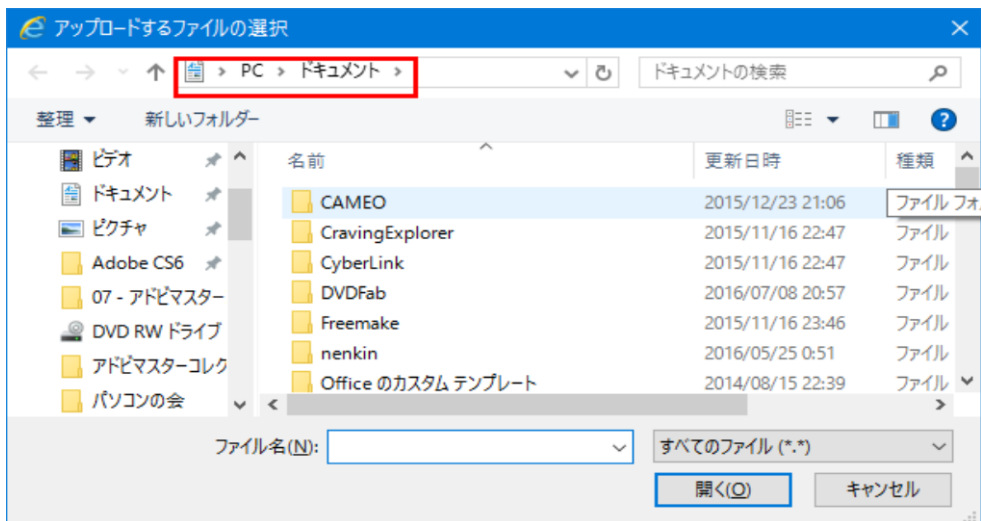 アップロードするファイルの選択
PC › ドキュメント ›
ドキュメントの検索
整理
新しいフォルダー
ビデオ
ドキュメント
ピクチャ
Adobe CS6
07 - アドビマスター
DVD RW ドライブ
アドビマスターコレク
パソコンの会
名前 更新日時 種類
CAMEO 2015/12/23 21:06 ファイル フォ
CravingExplorer 2015/11/16 22:47 ファイル
CyberLink 2015/11/16 22:47 ファイル
DVDFab 2016/07/08 20:57 ファイル
Freemake 2015/11/16 23:46 ファイル
nenkin 2016/05/25 0:51 ファイル
Office のカスタム テンプレート 2014/08/15 22:39 ファイル
ファイル名(N):
すべてのファイル (*.*)
開く(O)
キャンセル